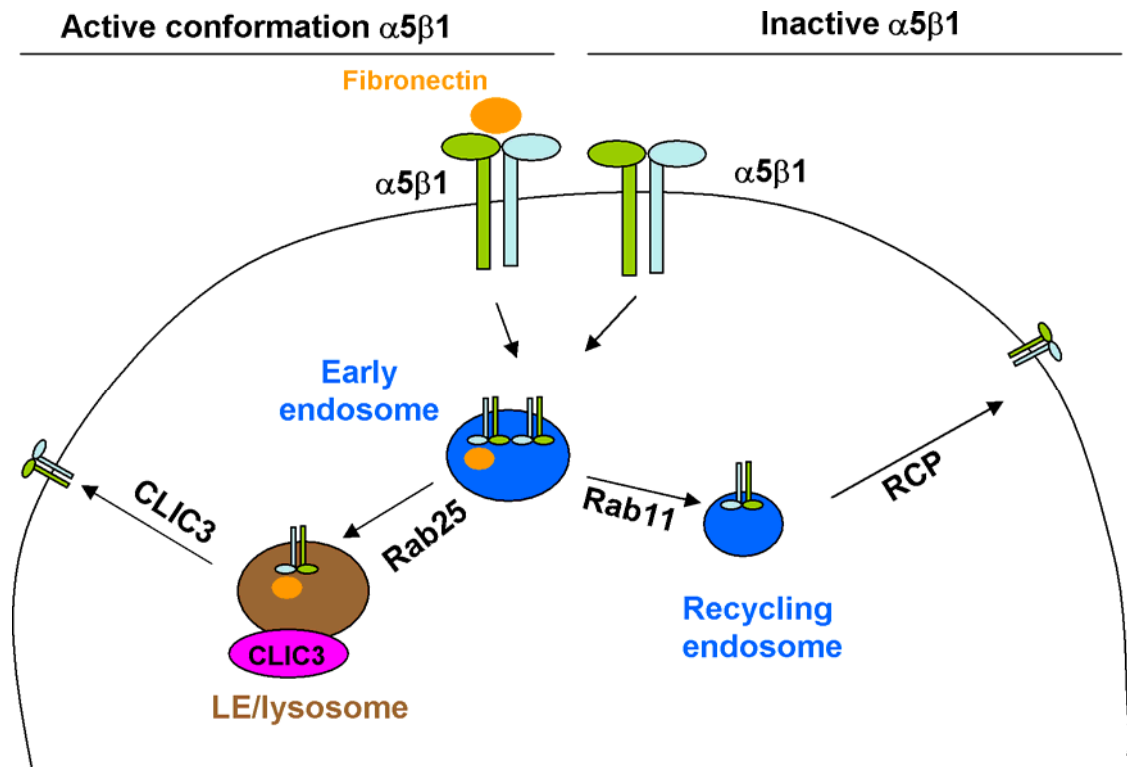 Active conformation α5β1
Inactive α5β1
Fibronectin
α5β1
α5β1
Early
endosome
CLIC3
Rab25
Rab11
RCP
CLIC3
LE/lysosome
Recycling
endosome